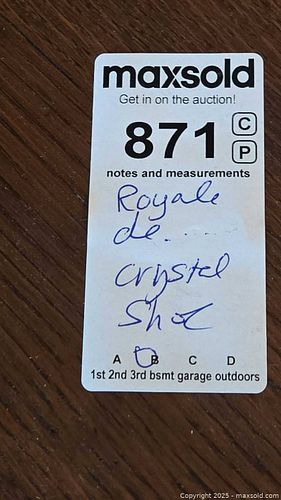 maxsold
Get in on the auction!
871 C
P
notes and measurements
Royale
de......
crystal
Shot
A B C D
1st 2nd 3rd bsmt garage outdoors
Copyright © 2025 - maxsold.com